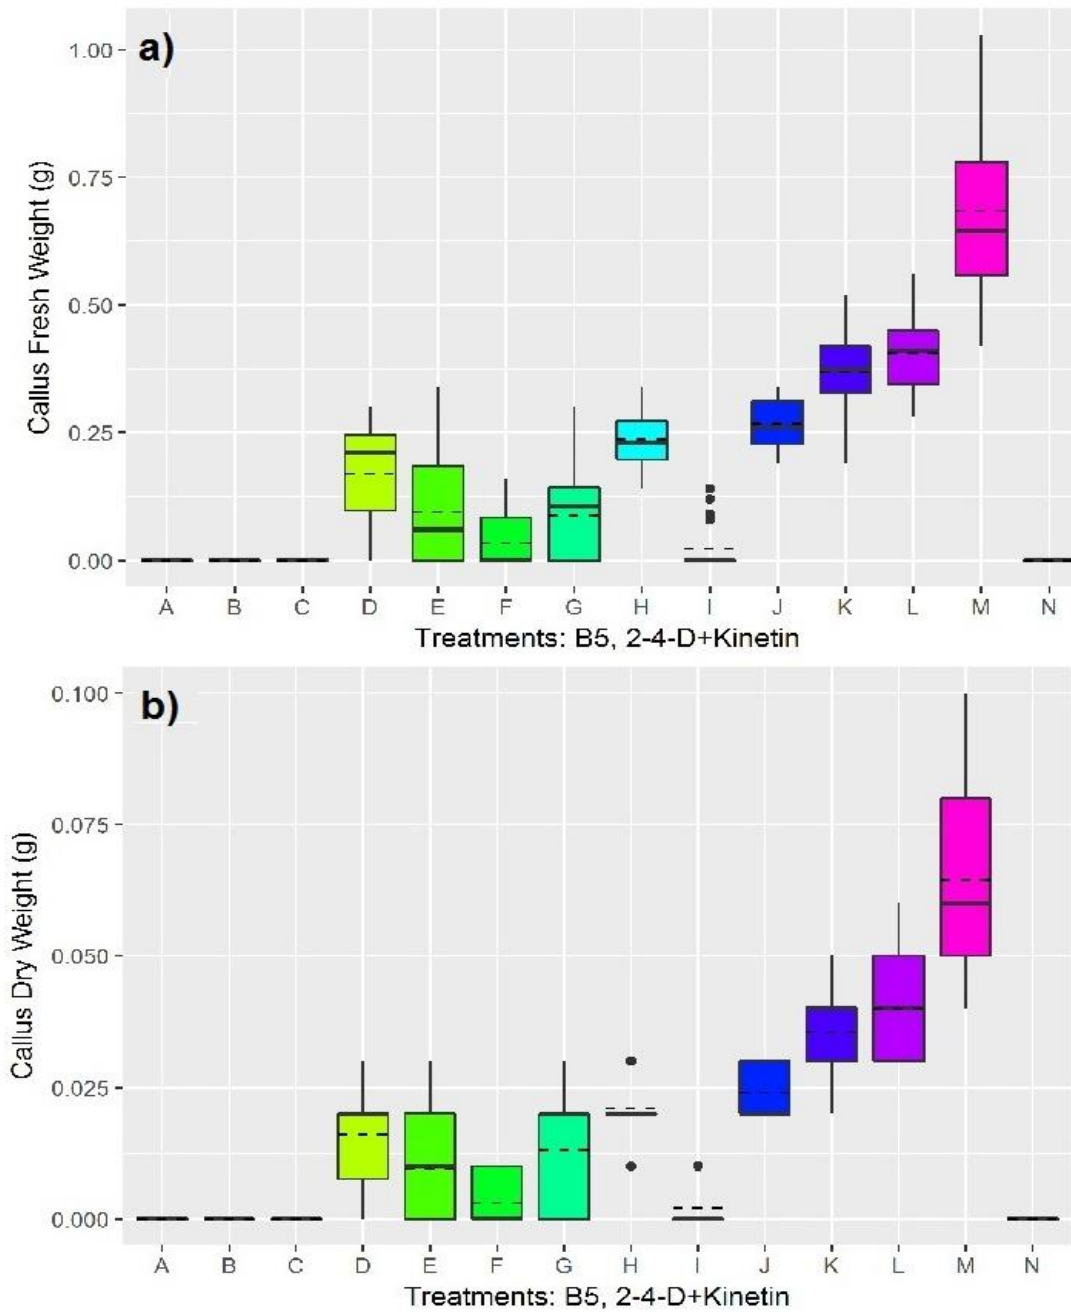 a)
1.00
0.75
0.50
0.25
0.00
Callus Fresh Weight (g)
A B C D E F G H I J K L M N
Treatments: B5, 2-4-D+Kinetin
b)
0.100
0.075
0.050
0.025
0.000
Callus Dry Weight (g)
A B C D E F G H I J K L M N
Treatments: B5, 2-4-D+Kinetin